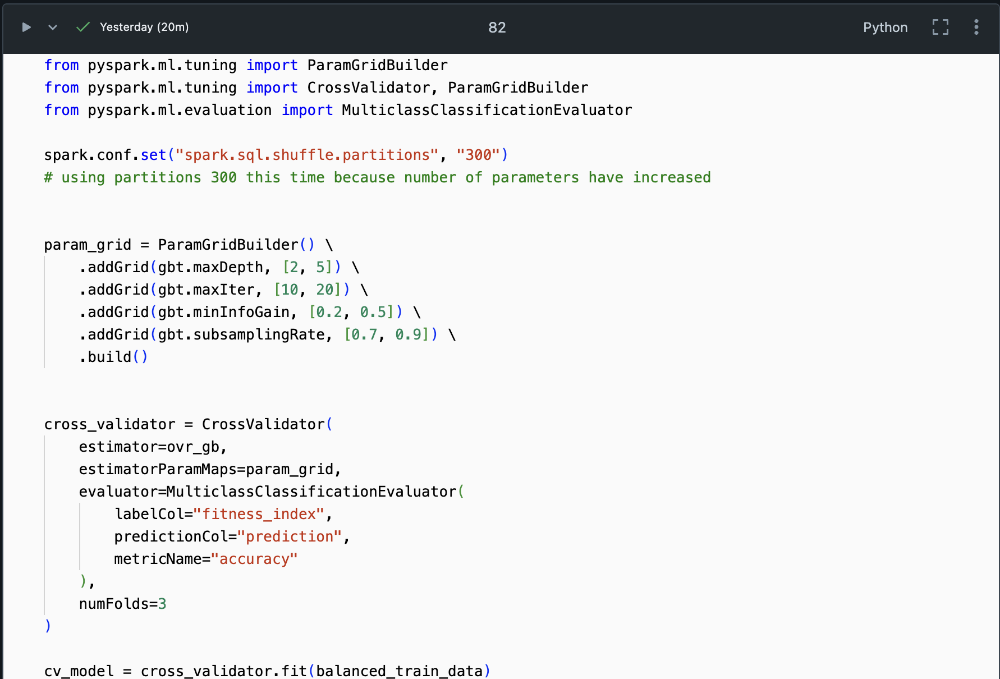 Yesterday (20m) 82 Python
from pyspark.ml.tuning import ParamGridBuilder
from pyspark.ml.tuning import CrossValidator, ParamGridBuilder
from pyspark.ml.evaluation import MulticlassClassificationEvaluator
spark.conf.set("spark.sql.shuffle.partitions", "300")
# using partitions 300 this time because number of parameters have increased
param_grid = ParamGridBuilder() \
    .addGrid(gbt.maxDepth, [2, 5]) \
    .addGrid(gbt.maxIter, [10, 20]) \
    .addGrid(gbt.minInfoGain, [0.2, 0.5]) \
    .addGrid(gbt.subsamplingRate, [0.7, 0.9]) \
    .build()
cross_validator = CrossValidator(
    estimator=ovr_gb,
    estimatorParamMaps=param_grid,
    evaluator=MulticlassClassificationEvaluator(
        labelCol="fitness_index",
        predictionCol="prediction",
        metricName="accuracy"
    ),
    numFolds=3
)
cv_model = cross_validator.fit(balanced_train_data)